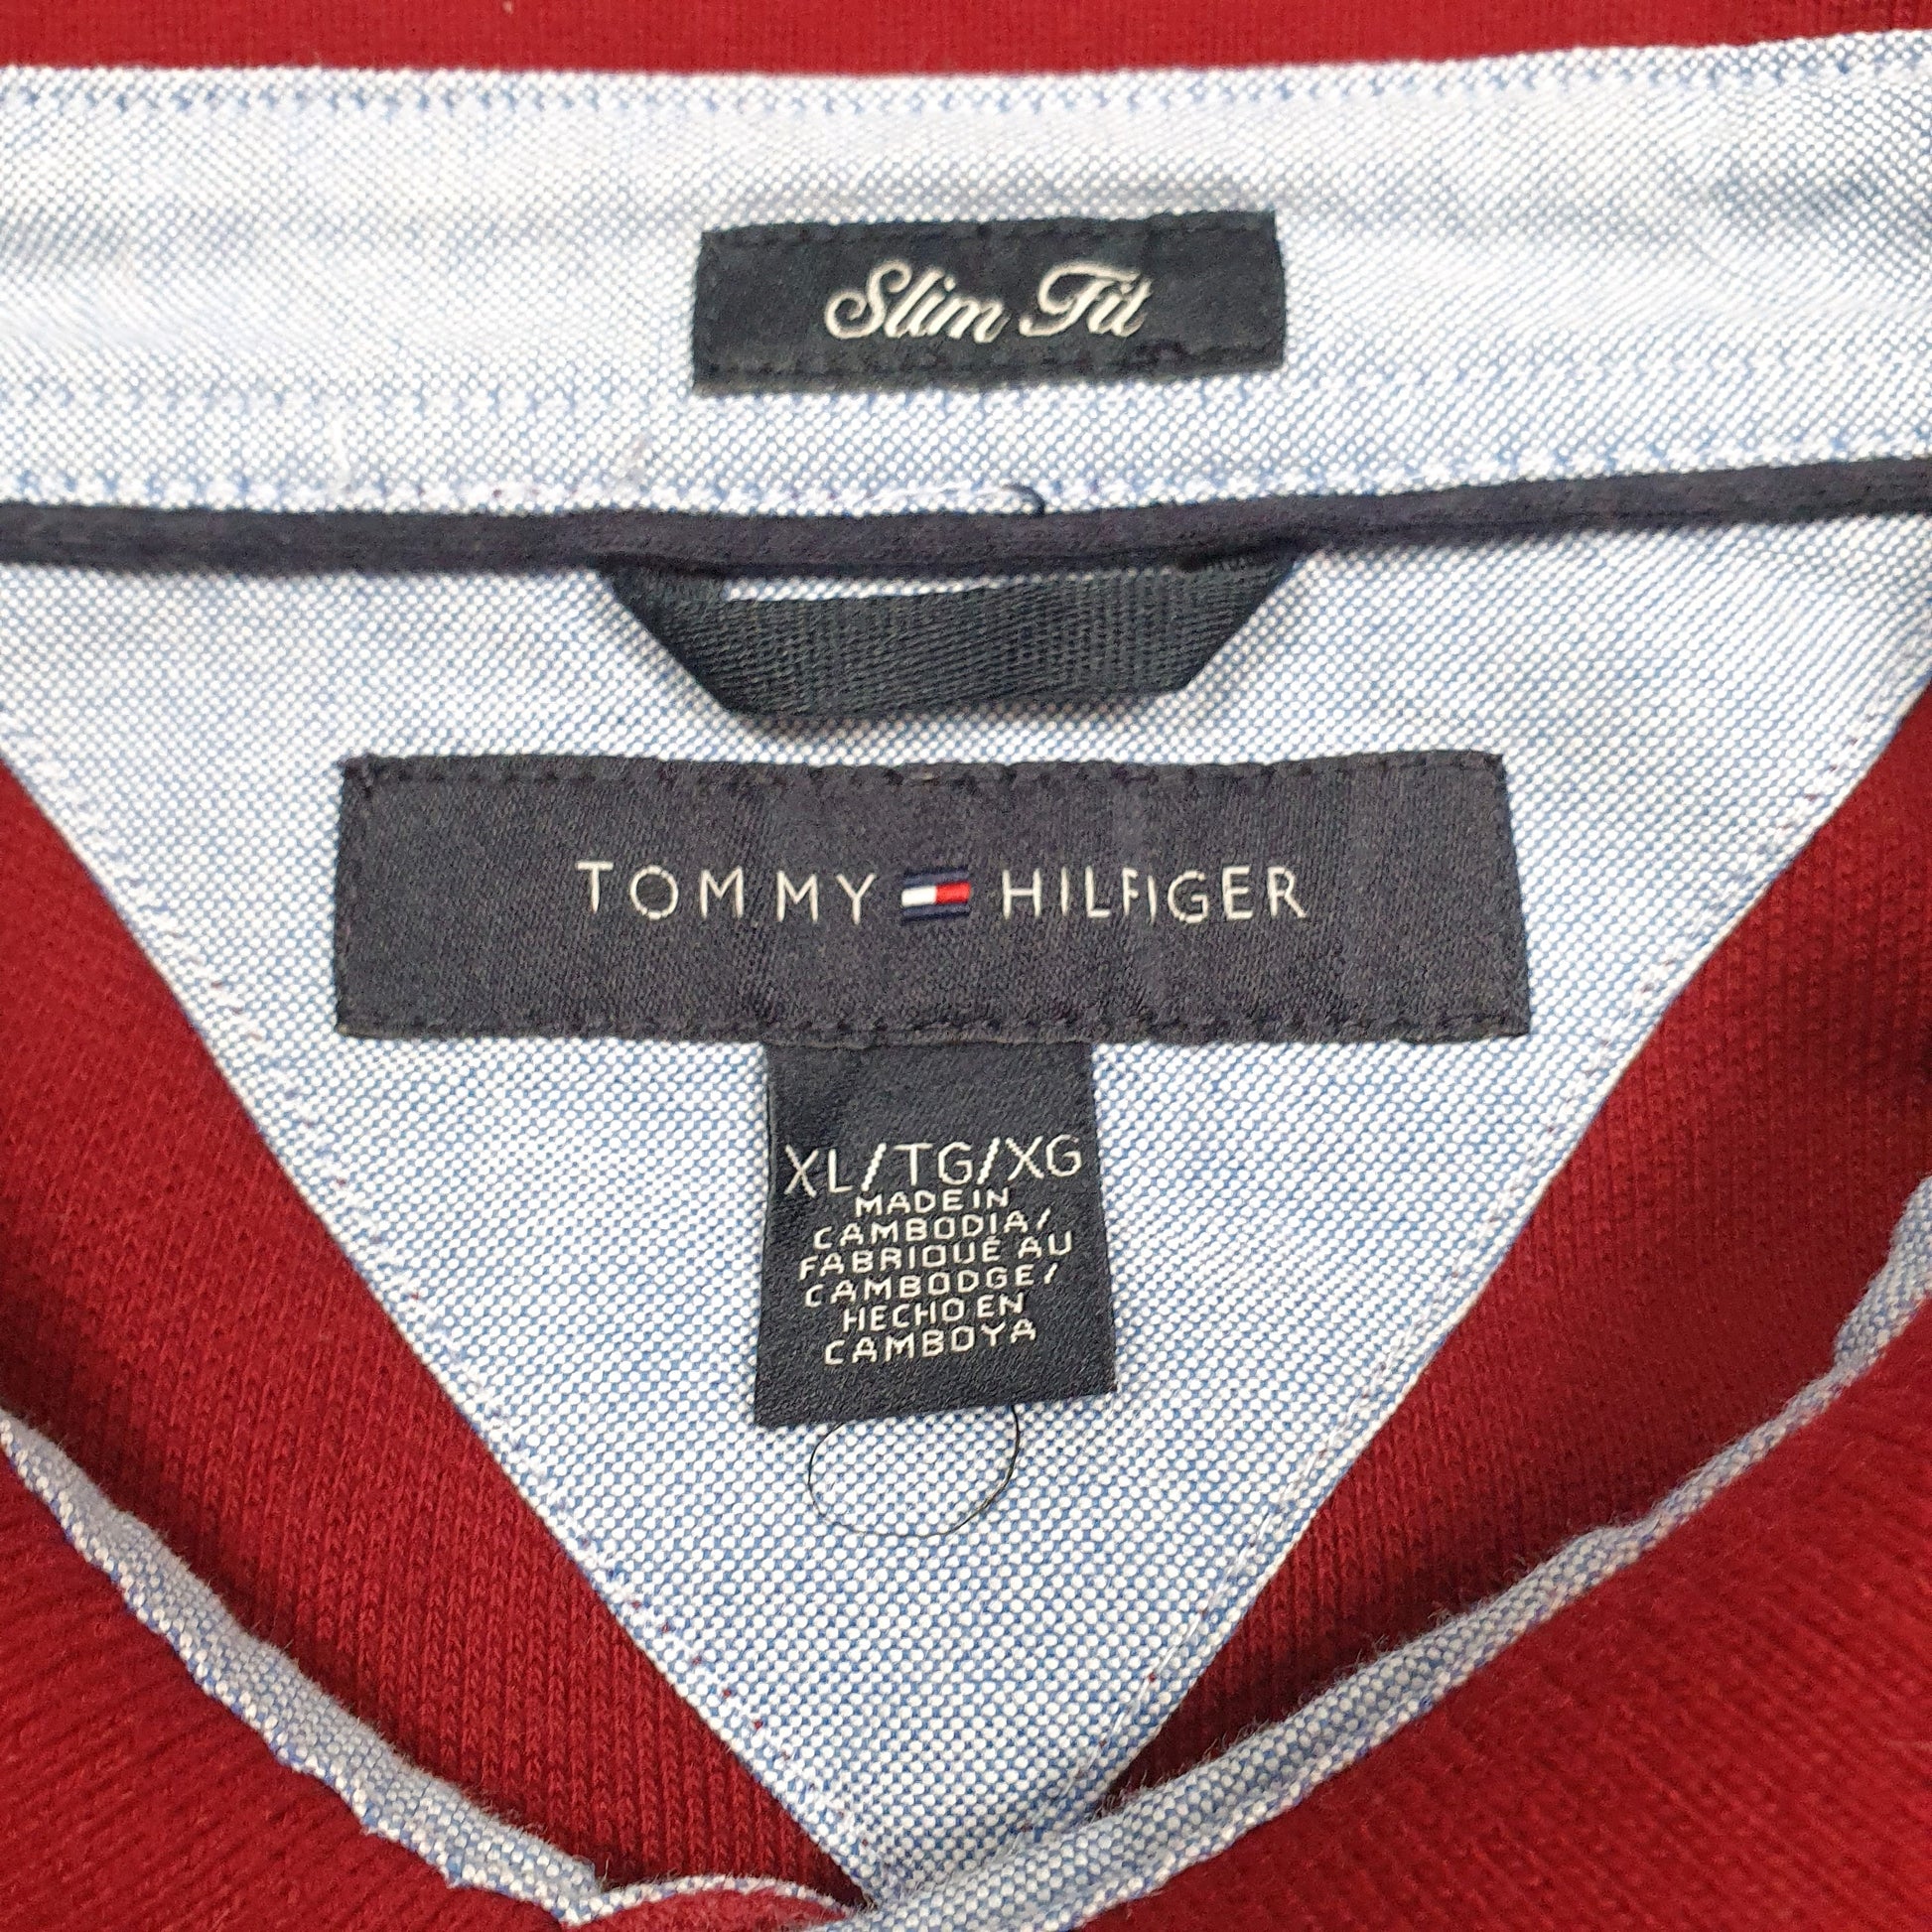 Slim Fit
TOMMY HILFIGER
XL/TG/XG
MADE IN
CAMBODIA/
FABRIQUÉ AU
CAMBODGE/
HECHO EN
CAMBOYA